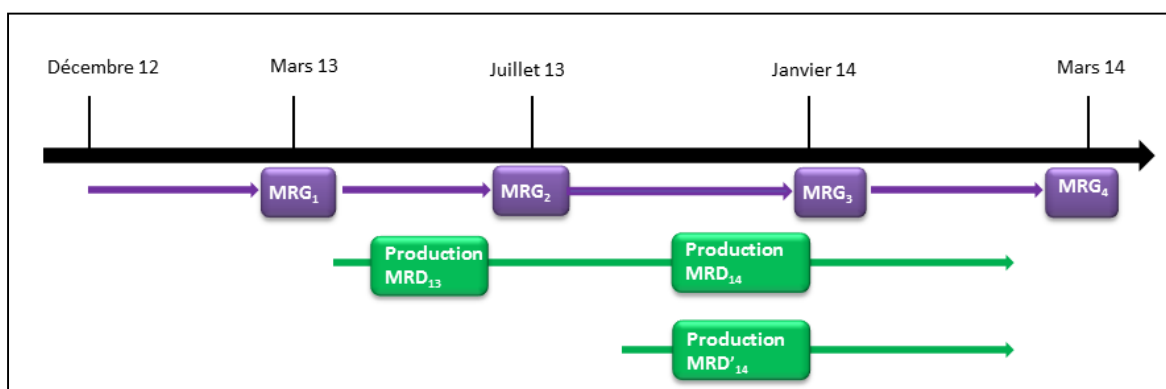 Décembre 12
Mars 13
Juillet 13
Janvier 14
Mars 14
MRG₁
MRG₂
MRG₃
MRG₄
Production
MRD₁₃
Production
MRD₁₄
Production
MRD'₁₄